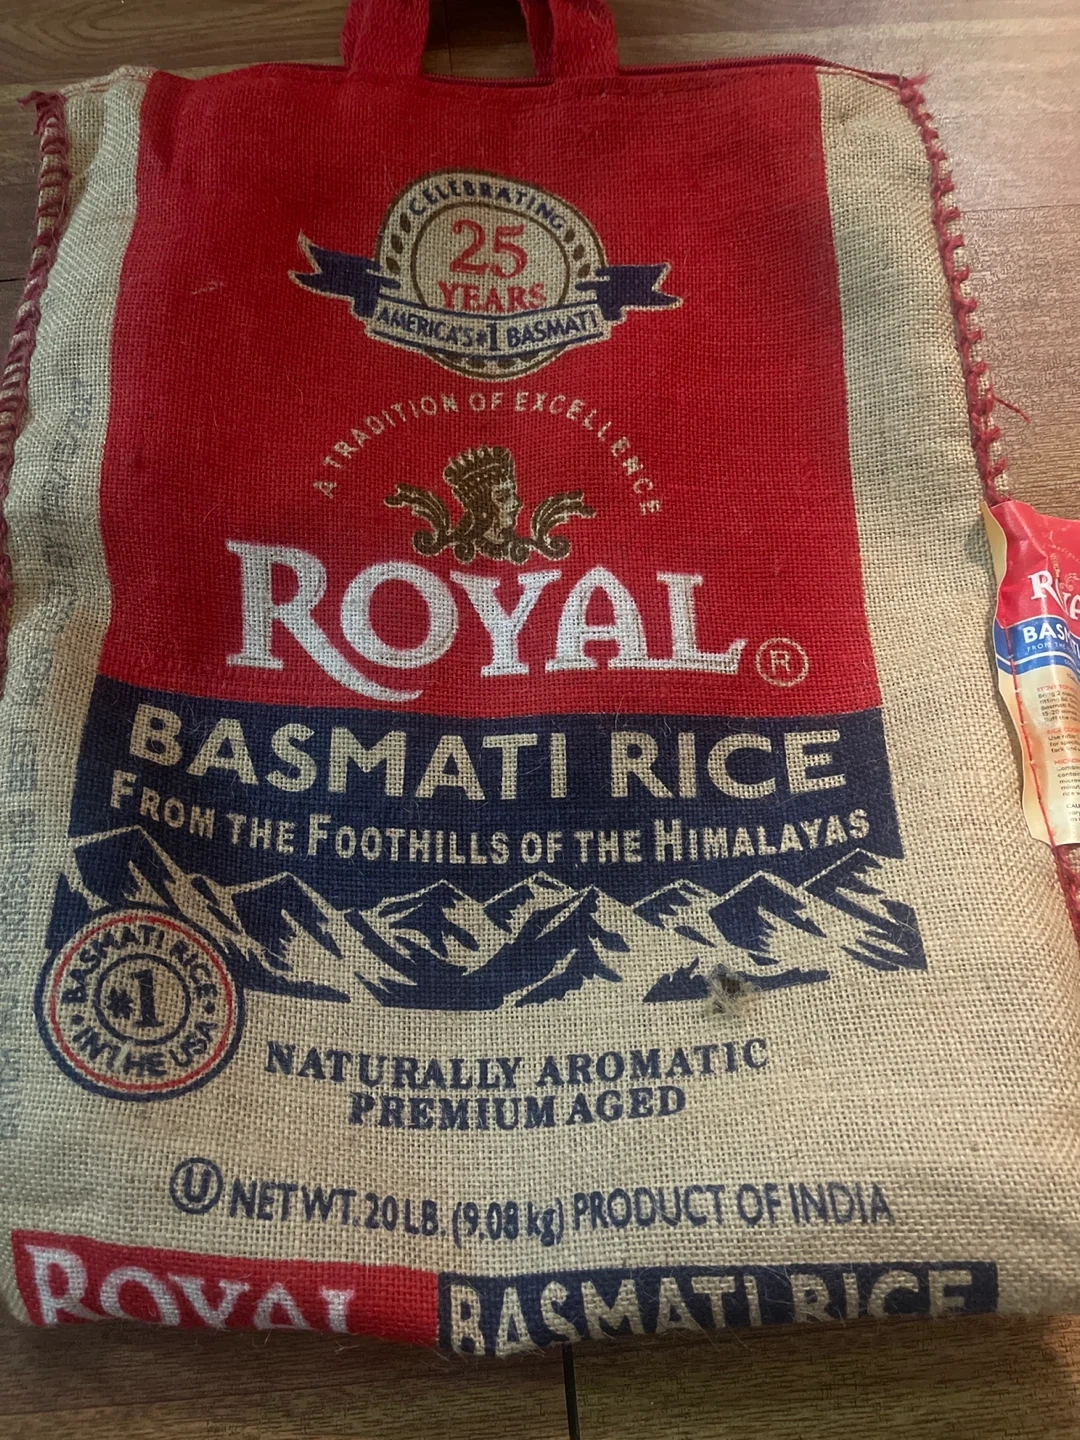 CELEBRATING
25
YEARS
AMERICA'S #1 BASMATI
A TRADITION OF EXCELLENCE
ROYAL®
BASMATI RICE
FROM THE FOOTHILLS OF THE HIMALAYAS
BASMATI RICE
#1
IN THE USA
NATURALLY AROMATIC
PREMIUM AGED
U NET WT. 20 LB. (9.08 kg) PRODUCT OF INDIA
ROYAL BASMATI RICE